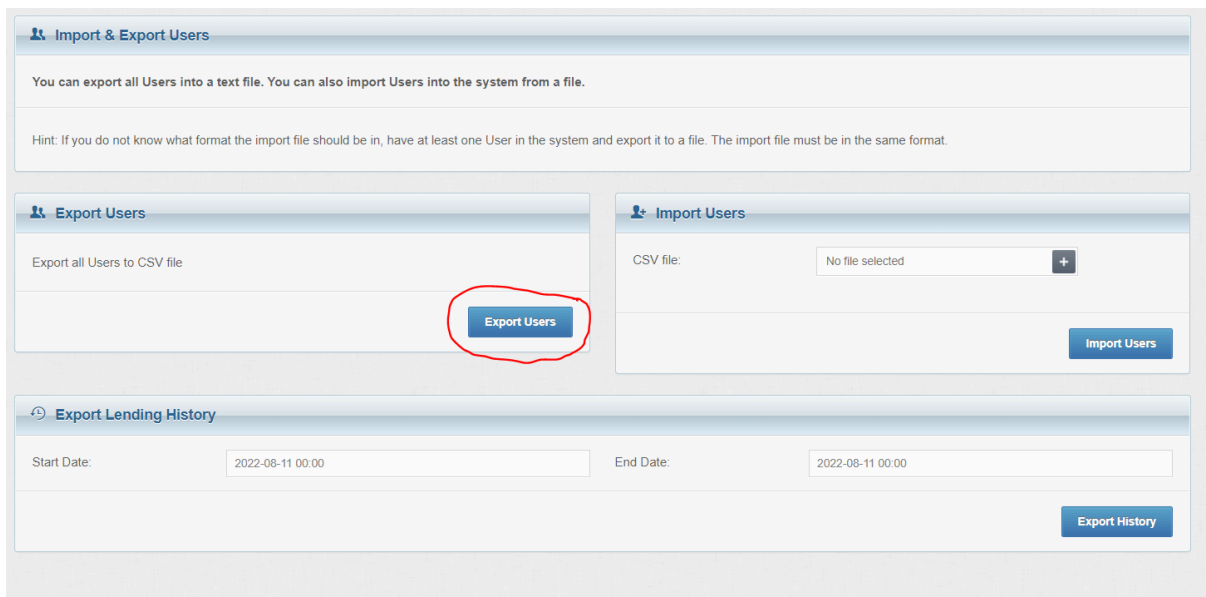 Import & Export Users
You can export all Users into a text file. You can also import Users into the system from a file.
Hint: If you do not know what format the import file should be in, have at least one User in the system and export it to a file. The import file must be in the same format.
Export Users
Export all Users to CSV file
Export Users
Import Users
CSV file:
No file selected
+
Import Users
Export Lending History
Start Date:
2022-08-11 00:00
End Date:
2022-08-11 00:00
Export History